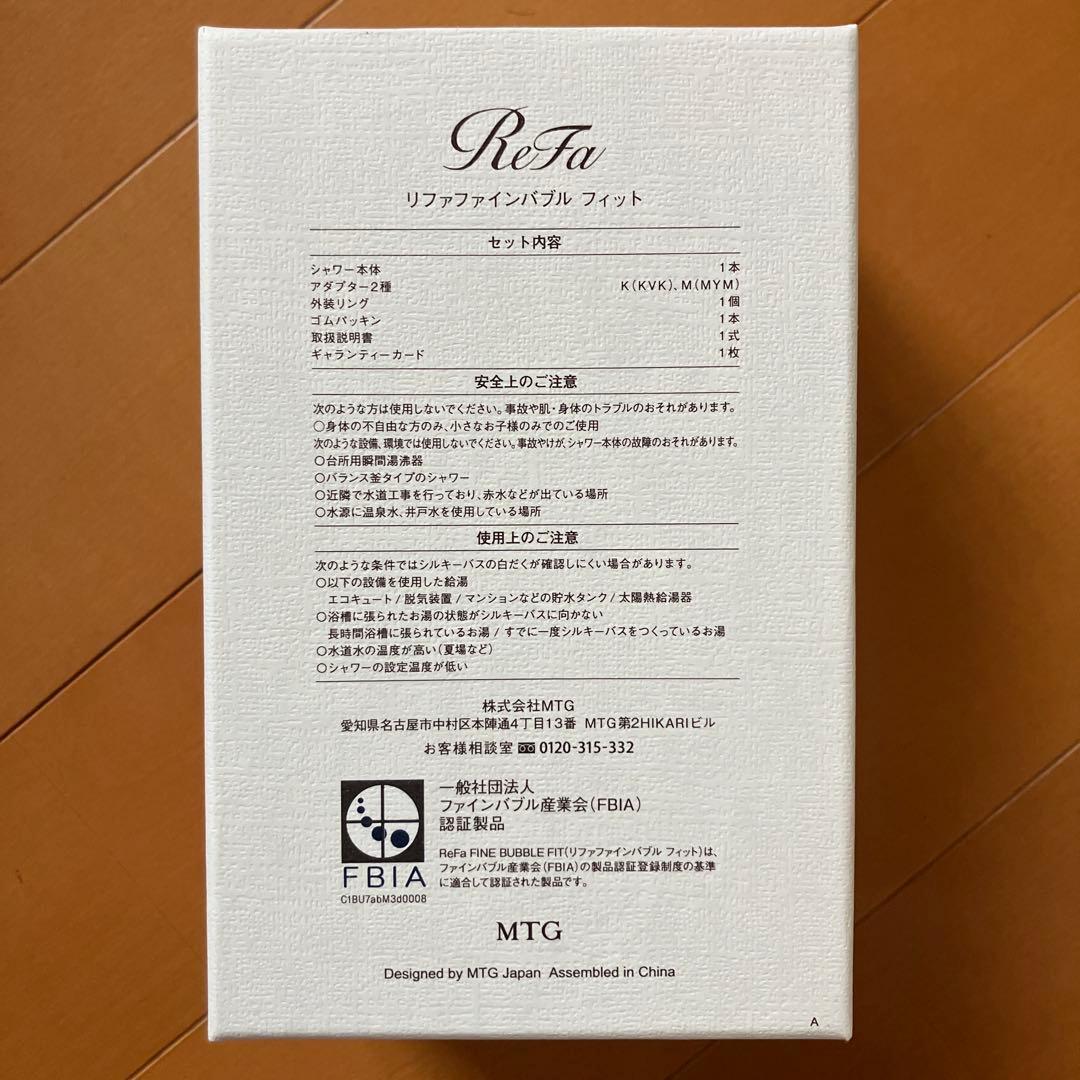 ReFa
リファファインバブル フィット
セット内容
シャワー本体 1本
アダプター2種 K(KVK)、M(MYM)
外装リング 1個
ゴムパッキン 1本
取扱説明書 1式
ギャランティーカード 1枚
安全上のご注意
次のような方は使用しないでください。事故や肌・身体のトラブルのおそれがあります。
○身体の不自由な方のみ、小さなお子様のみでのご使用
次のような設備、環境では使用しないでください。事故やけが、シャワー本体の故障のおそれがあります。
○台所用瞬間湯沸器
○バランス釜タイプのシャワー
○近隣で水道工事を行っており、赤水などが出ている場所
○水源に温泉水、井戸水を使用している場所
使用上のご注意
次のような条件ではシルキーバスの白だくが確認しにくい場合があります。
○以下の設備を使用した給湯
エコキュート / 脱気装置 / マンションなどの貯水タンク / 太陽熱給湯器
○浴槽に張られたお湯の状態がシルキーバスに向かない
長時間浴槽に張られているお湯 / すでに一度シルキーバスをつくっているお湯
○水道水の温度が高い(夏場など)
○シャワーの設定温度が低い
株式会社MTG
愛知県名古屋市中村区本陣通4丁目13番 MTG第2HIKARIビル
お客様相談室 0120-315-332
一般社団法人
ファインバブル産業会(FBIA)
認証製品
ReFa FINE BUBBLE FIT(リファファインバブル フィット)は、
ファインバブル産業会(FBIA)の製品認証登録制度の基準
に適合して認証された製品です。
FBIA
C1BU7abM3d0008
MTG
Designed by MTG Japan Assembled in China
A